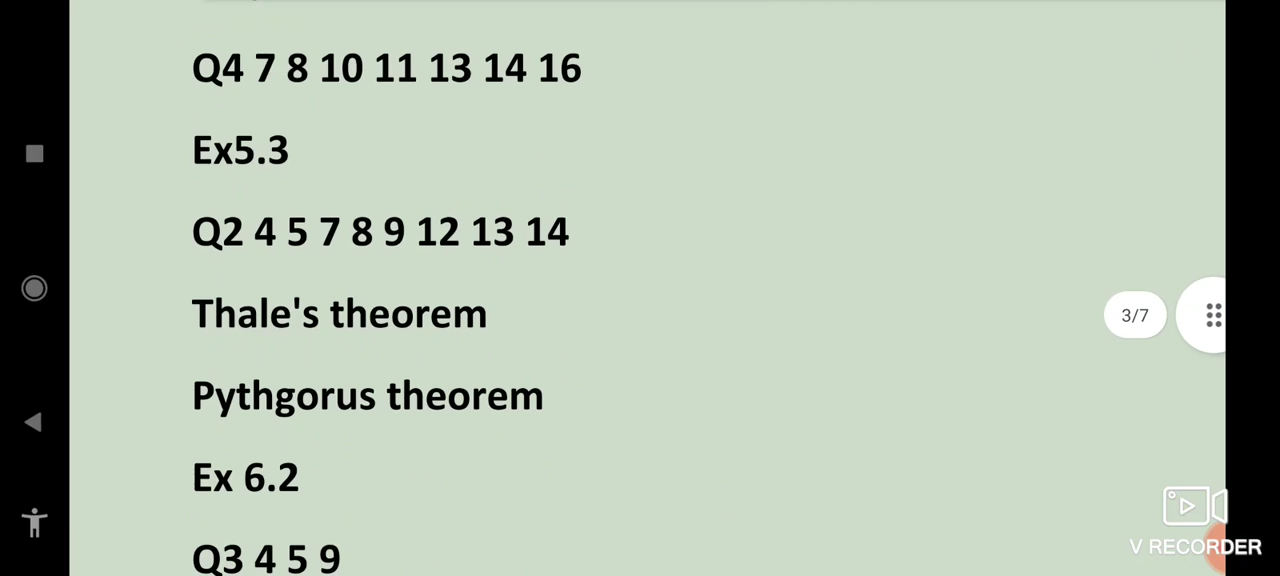 Q4 7 8 10 11 13 14 16
Ex5.3
Q2 4 5 7 8 9 12 13 14
Thale's theorem
3/7
Pythgorus theorem
Ex 6.2
V RECORDER
Q3 4 5 9